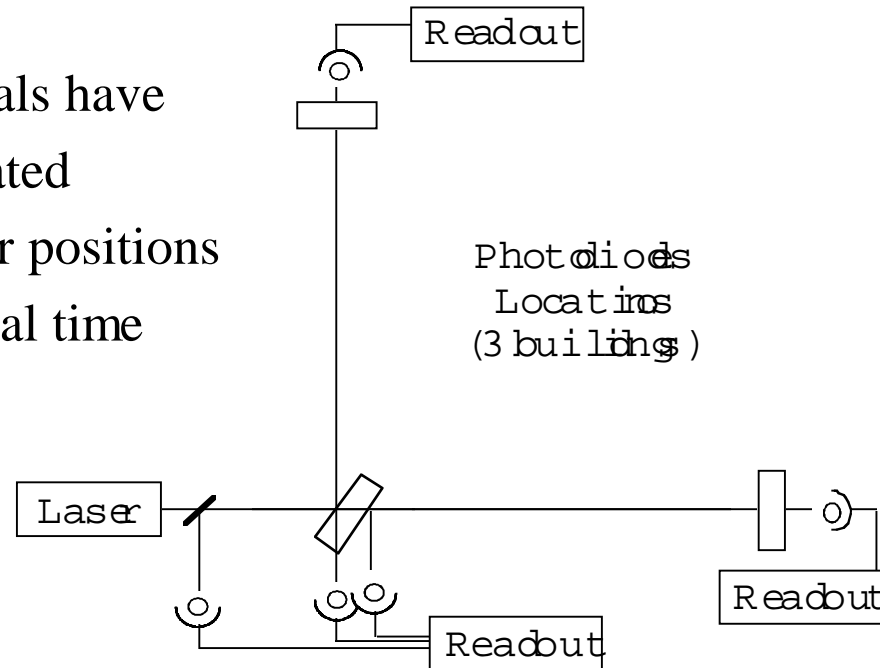 Readout
als have
ated
r positions
al time
Photodiodes
Locations
(3 buildings)
Laser
Readout
Readout